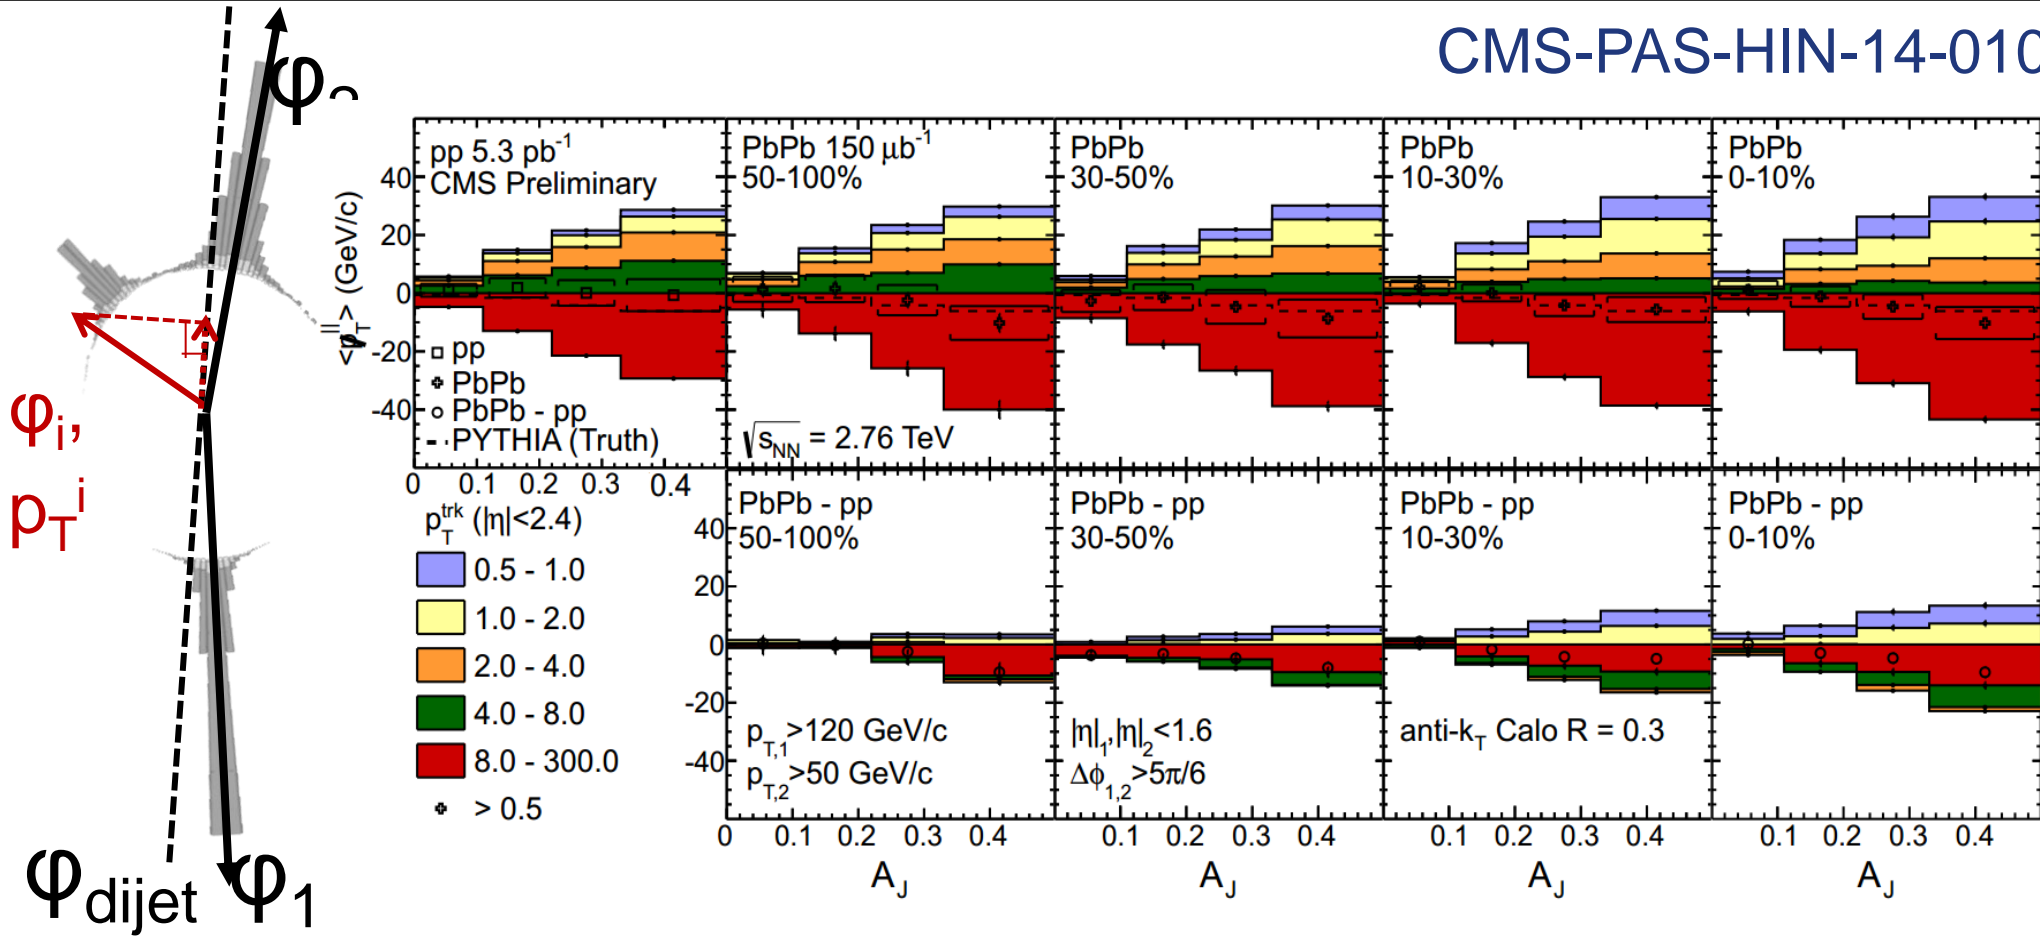 CMS-PAS-HIN-14-010
φ
φi,
pTi
φdijet
φ1
pp 5.3 pb-1
CMS Preliminary
PbPb 150 μb-1
50-100%
PbPb
30-50%
PbPb
10-30%
PbPb
0-10%
40
20
0
-20
-40
(GeV/c)
pp
PbPb
PbPb - pp
PYTHIA (Truth)
√sNN = 2.76 TeV
0 0.1 0.2 0.3 0.4
pTtrk (|η|<2.4)
0.5 - 1.0
1.0 - 2.0
2.0 - 4.0
4.0 - 8.0
8.0 - 300.0
> 0.5
PbPb - pp
50-100%
PbPb - pp
30-50%
PbPb - pp
10-30%
PbPb - pp
0-10%
40
20
0
-20
-40
pT,1>120 GeV/c
pT,2>50 GeV/c
|η|1,|η|2<1.6
Δϕ1,2>5π/6
anti-kT Calo R = 0.3
0 0.1 0.2 0.3 0.4
0.1 0.2 0.3 0.4
0.1 0.2 0.3 0.4
0.1 0.2 0.3 0.4
AJ
AJ
AJ
AJ